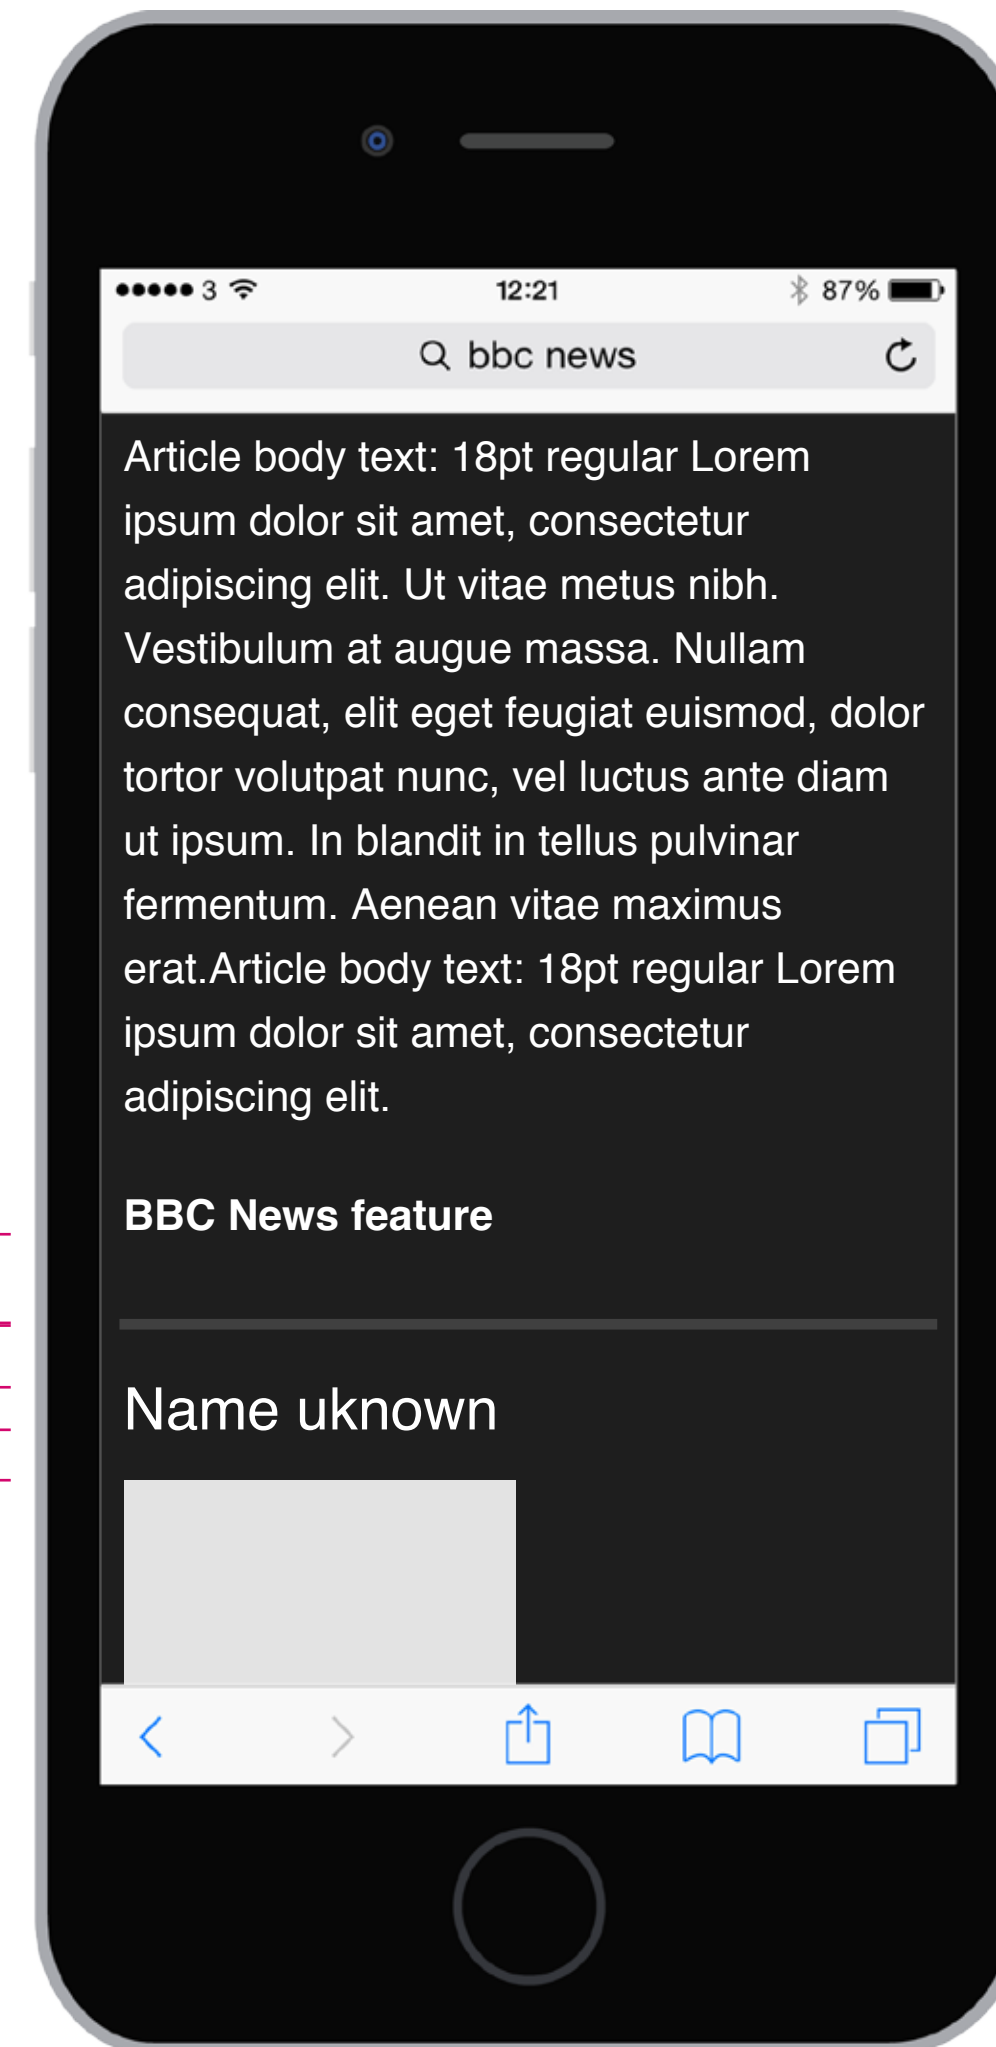 3
12:21
87%
bbc news
Article body text: 18pt regular Lorem
ipsum dolor sit amet, consectetur
adipiscing elit. Ut vitae metus nibh.
Vestibulum at augue massa. Nullam
consequat, elit eget feugiat euismod, dolor
tortor volutpat nunc, vel luctus ante diam
ut ipsum. In blandit in tellus pulvinar
fermentum. Aenean vitae maximus
erat.Article body text: 18pt regular Lorem
ipsum dolor sit amet, consectetur
adipiscing elit.
BBC News feature
Name uknown